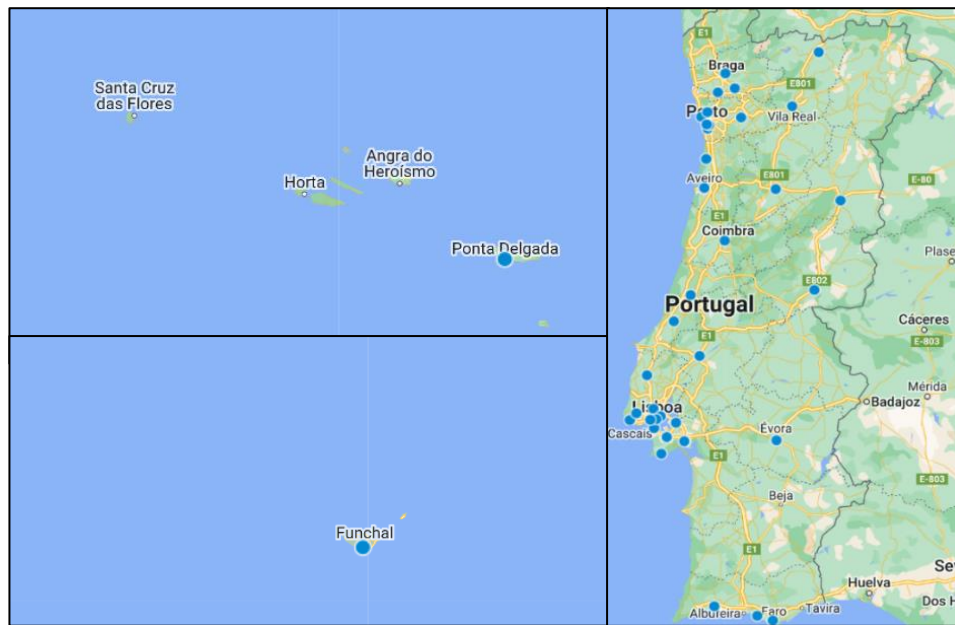 Santa Cruz
das Flores
Horta
Angra do
Heroísmo
Ponta Delgada
Funchal
E1
Braga
E801
Porto
Vila Real
Aveiro
E801
E-80
E1
Coimbra
Plase
E802
Portugal
Cáceres
E-803
E1
Mérida
Lisboa
Badajoz
Cascais
Évora
E1
E-803
Beja
E1
Sev
Huelva
Albufeira
Faro
Tavira
Dos H